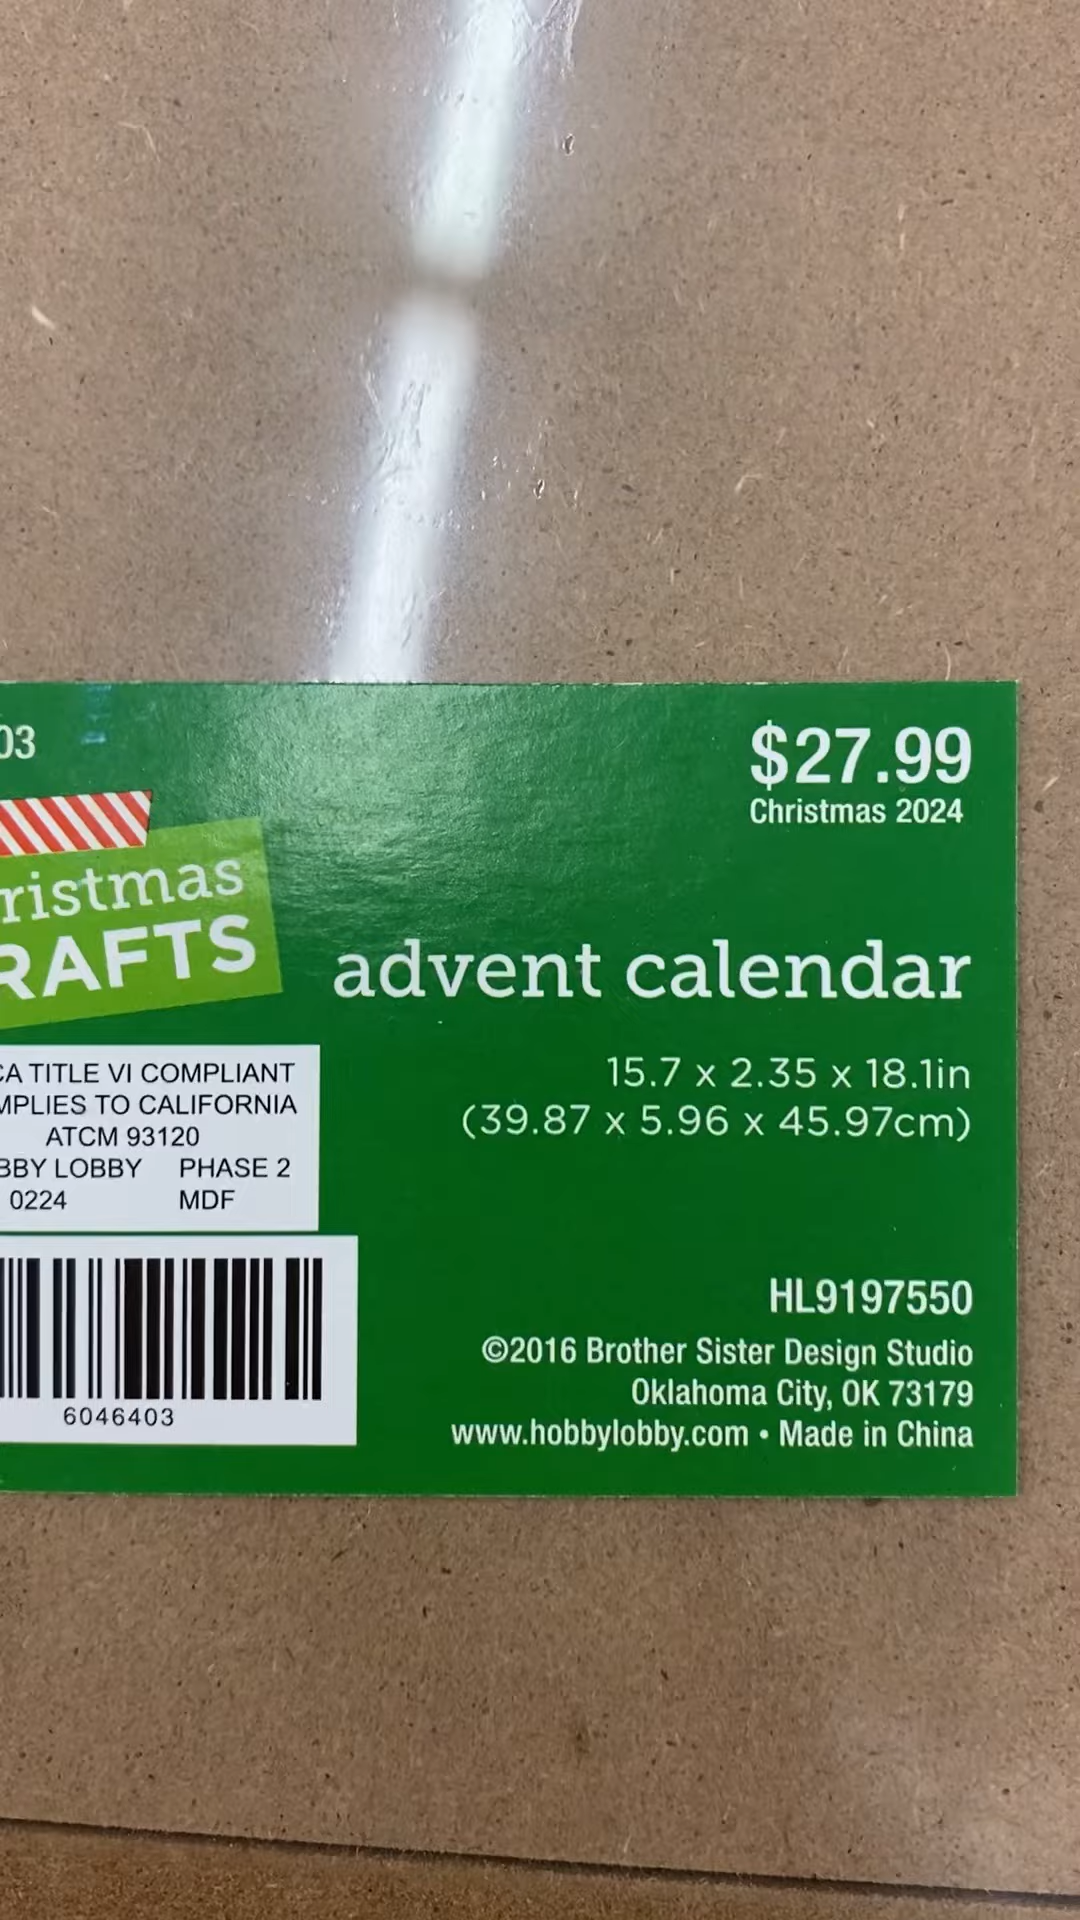 03
$27.99
Christmas 2024
ristmas
RAFTS
advent calendar
15.7 x 2.35 x 18.1in
(39.87 x 5.96 x 45.97cm)
CA TITLE VI COMPLIANT
MPLIES TO CALIFORNIA
ATCM 93120
BBY LOBBY PHASE 2
0224 MDF
6046403
HL9197550
©2016 Brother Sister Design Studio
Oklahoma City, OK 73179
www.hobbylobby.com • Made in China